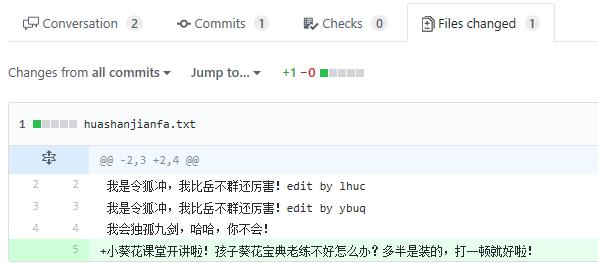 Conversation 2 Commits 1 Checks 0 Files changed 1
Changes from all commits Jump to... +1 −0
1 huashanjianfa.txt
@@ -2,3 +2,4 @@
2 2 我是令狐冲，我比岳不群还厉害！edit by lhuc
3 3 我是令狐冲，我比岳不群还厉害！edit by ybuq
4 4 我会独孤九剑，哈哈，你不会！
5 +小葵花课堂开讲啦！孩子葵花宝典老练不好怎么办？多半是装的，打一顿就好啦！